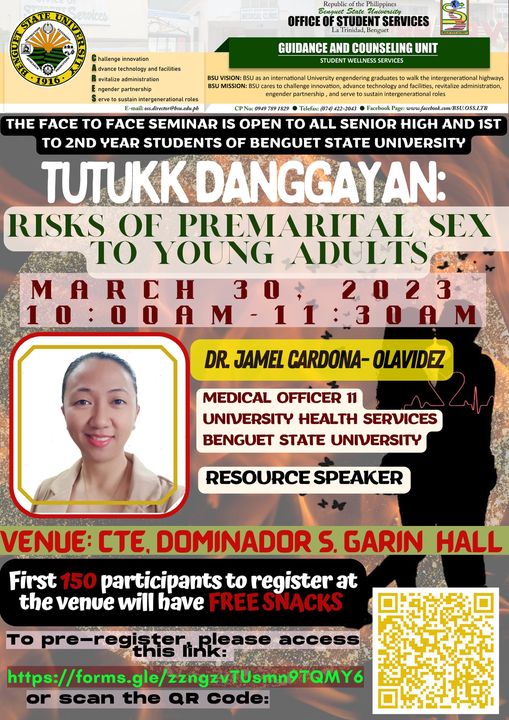 Republic of the Philippines
Benguet State University
OFFICE OF STUDENT SERVICES
La Trinidad, Benguet
BENGUET STATE UNIVERSITY
1916
Challenge innovation
Advance technology and facilities
Revitalize administration
Engender partnership
Serve to sustain intergenerational roles
E-mail: oss.director@bsu.edu.ph
GUIDANCE AND COUNSELING UNIT
STUDENT WELLNESS SERVICES
BSU VISION: BSU as an international University engendering graduates to walk the intergenerational highways
BSU MISSION: BSU cares to challenge innovation, advance technology and facilities, revitalize administration,
engender partnership , and serve to sustain intergenerational roles
CP No: 0949 789 1829 ● Telefax: (074) 422-2043 ● Facebook Page: www.facebook.com/BSU.OSS.LTB
THE FACE TO FACE SEMINAR IS OPEN TO ALL SENIOR HIGH AND 1ST
TO 2ND YEAR STUDENTS OF BENGUET STATE UNIVERSITY
TUTUKK DANGGAYAN:
RISKS OF PREMARITAL SEX
TO YOUNG ADULTS
MARCH 30, 2023
10:00AM-11:30AM
DR. JAMEL CARDONA- OLAVIDEZ
MEDICAL OFFICER 11
UNIVERSITY HEALTH SERVICES
BENGUET STATE UNIVERSITY
RESOURCE SPEAKER
VENUE: CTE, DOMINADOR S. GARIN HALL
First 150 participants to register at
the venue will have FREE SNACKS
To pre-register, please access
this link:
https://forms.gle/zzngzvTUsmn9TQMY6
or scan the QR Code: